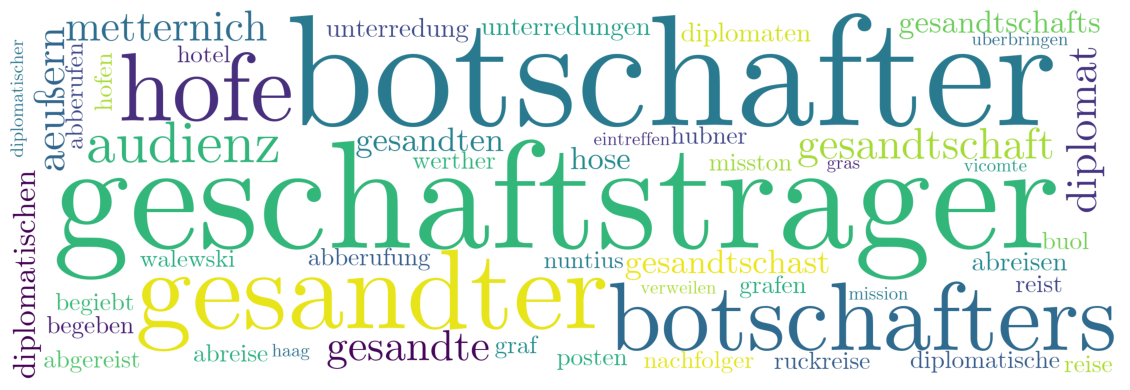 metternich
hotel
unterredung
unterredungen
diplomaten
gesandtschafts
uberbringen
diplomatischer
aeußern
abberufen
hofen
hofe
botschafter
diplomat
audienz
gesandten
werther
eintreffen
hubner
hose
misston
gesandtschaft
gras
vicomte
geschaftstrager
diplomatischen
walewski
abberufung
nuntius
gesandtschast
buol
abreisen
begiebt
gesandter
verweilen
grafen
mission
reist
begeben
botschafters
abgereist
abreise
haag
gesandte
graf
posten
nachfolger
ruckreise
diplomatische
reise